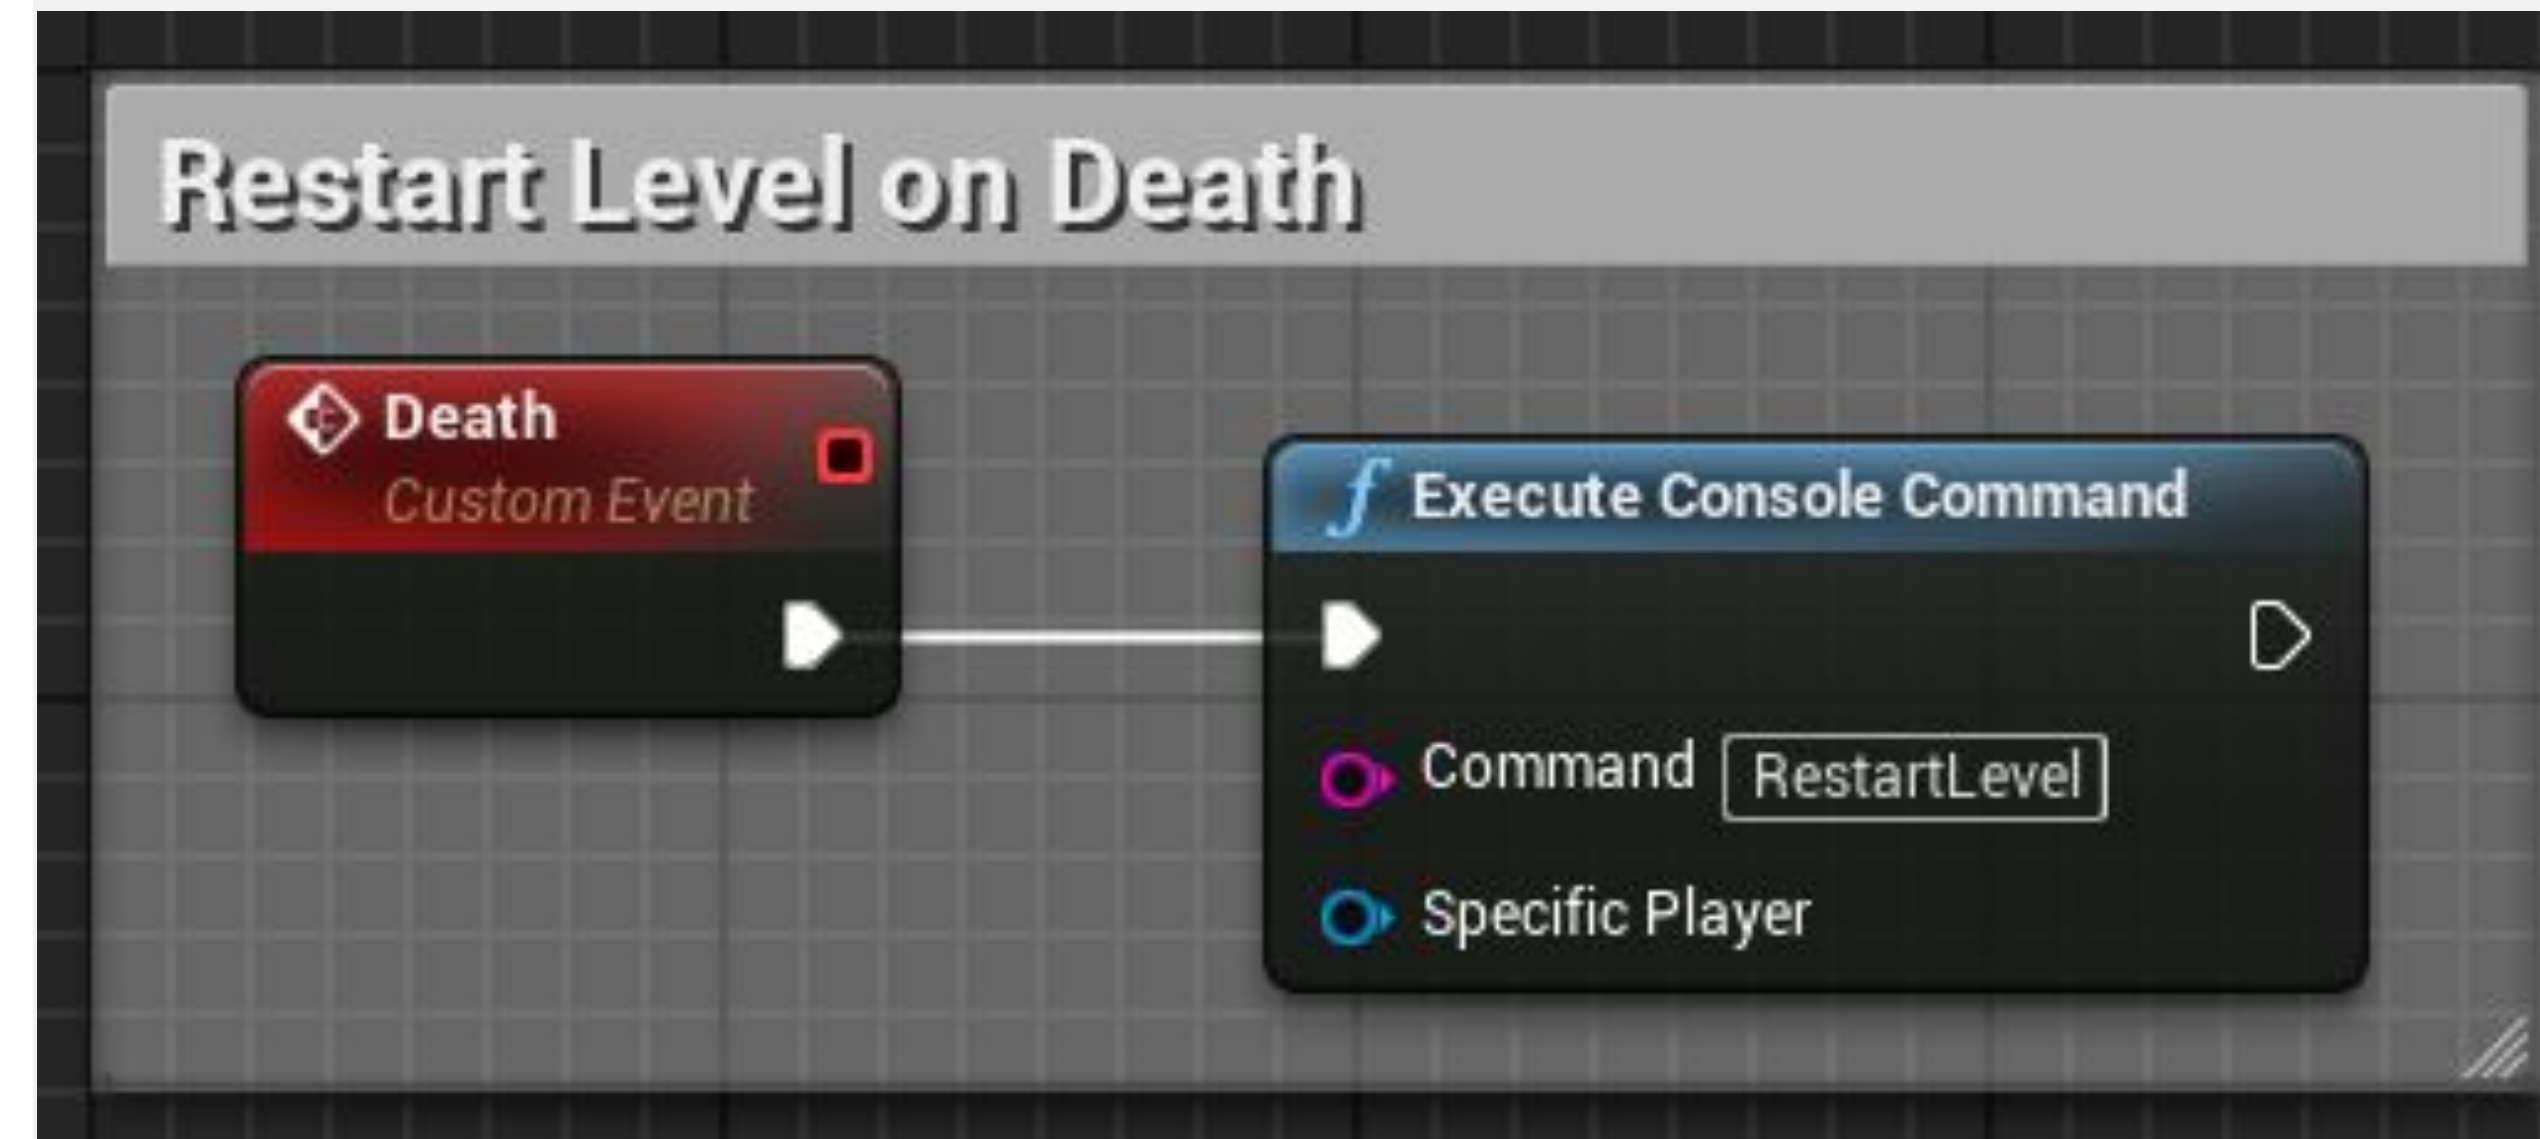 Restart Level on Death
Death
Custom Event
Execute Console Command
Command RestartLevel
Specific Player